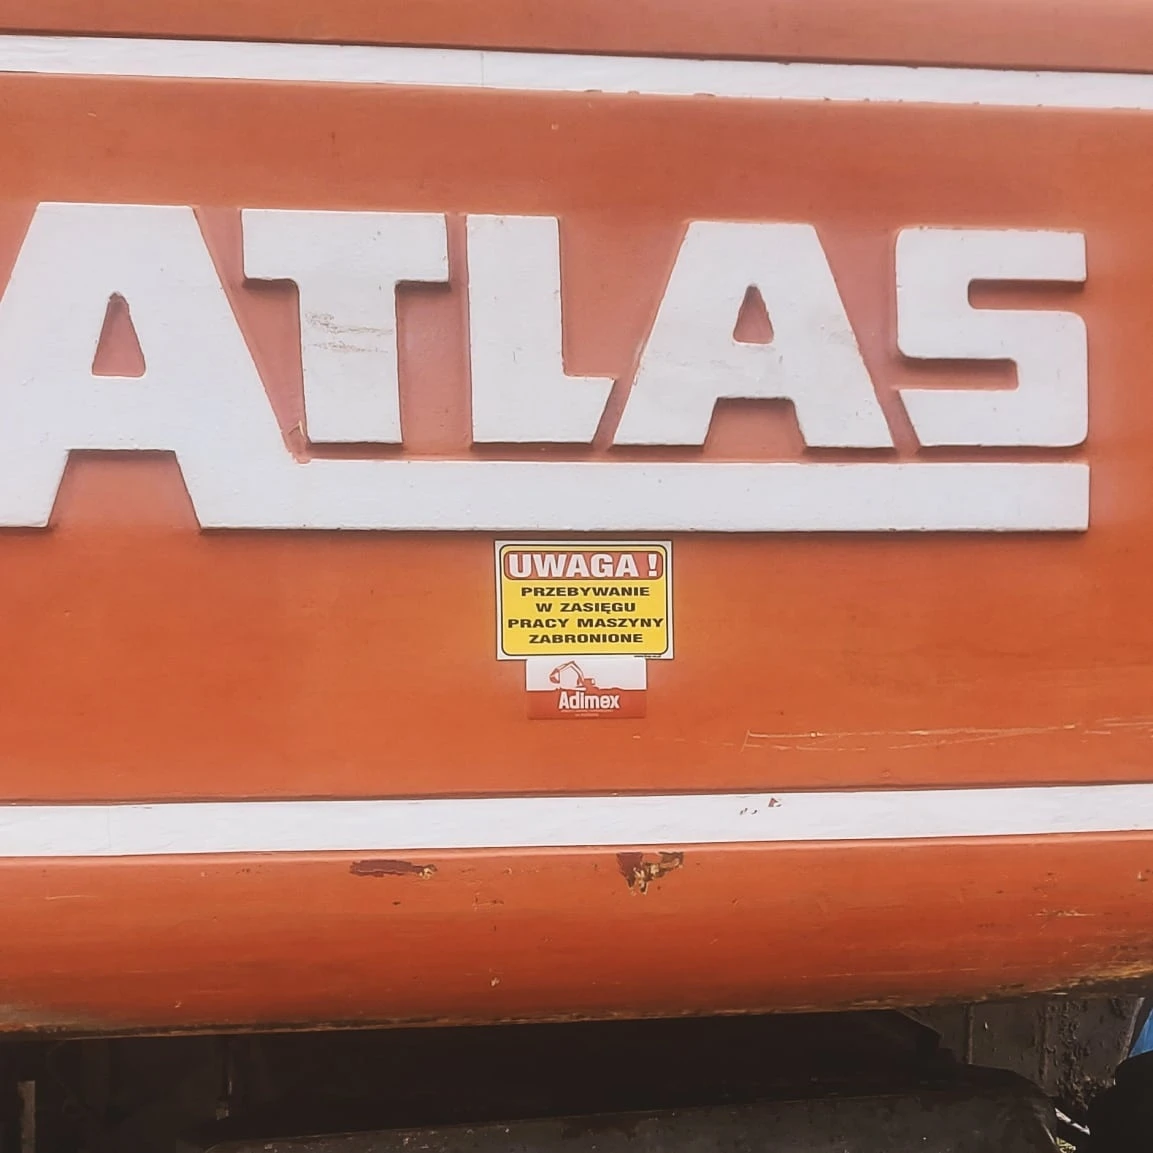 ATLAS
UWAGA !
PRZEBYWANIE
W ZASIĘGU
PRACY MASZYNY
ZABRONIONE
Adimex